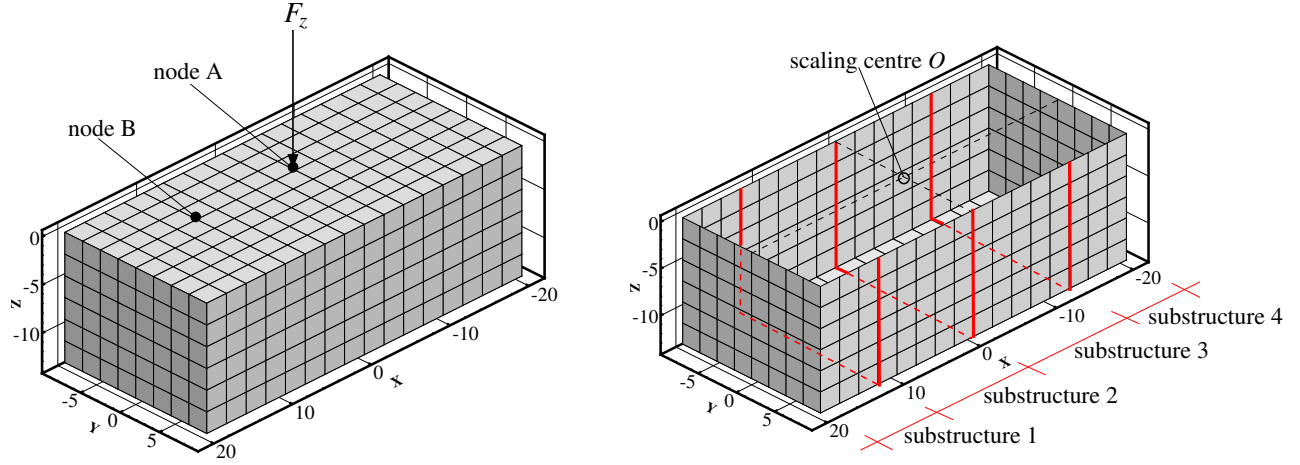 F_z
node A
node B
0
-5
-10
Z
-5
0
5
Y
20
10
0
-10
-20
X
scaling centre O
0
-5
-10
Z
-5
0
5
Y
20
10
0
-10
-20
X
substructure 4
substructure 3
substructure 2
substructure 1